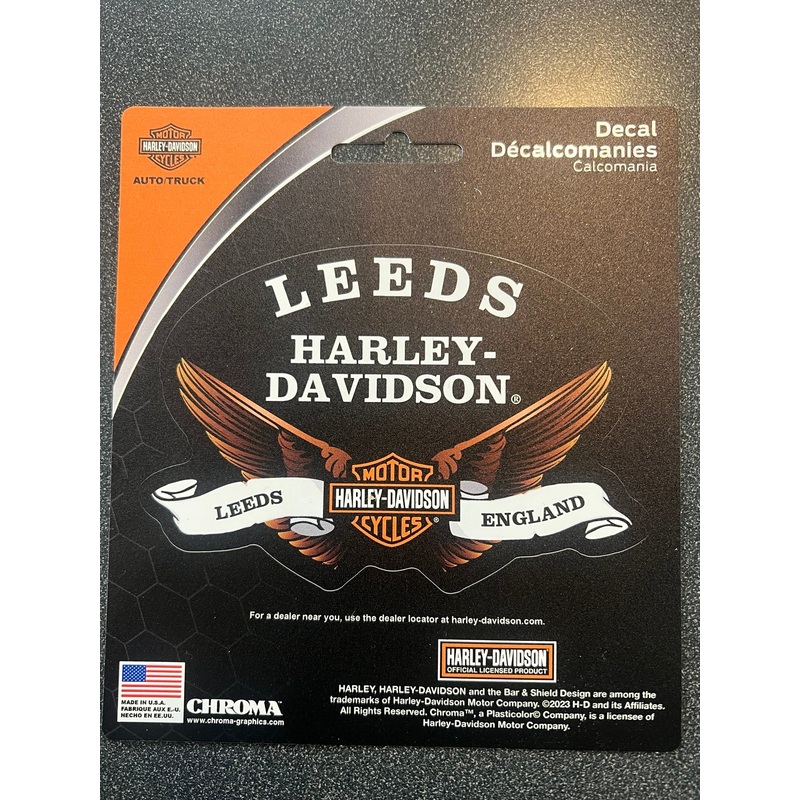 MOTOR
HARLEY-DAVIDSON
CYCLES
AUTO/TRUCK
Decal
Décalcomanies
Calcomania
LEEDS
HARLEY-
DAVIDSON®
MOTOR
HARLEY-DAVIDSON
CYCLES®
LEEDS
ENGLAND
For a dealer near you, use the dealer locator at harley-davidson.com.
HARLEY-DAVIDSON
OFFICIAL LICENSED PRODUCT
MADE IN U.S.A.
FABRIQUE AUX E.-U.
HECHO EN EE.UU.
CHROMA™
www.chroma-graphics.com
HARLEY, HARLEY-DAVIDSON and the Bar & Shield Design are among the
trademarks of Harley-Davidson Motor Company. ©2023 H-D and its Affiliates.
All Rights Reserved. Chroma™, a Plasticolor© Company, is a licensee of
Harley-Davidson Motor Company.